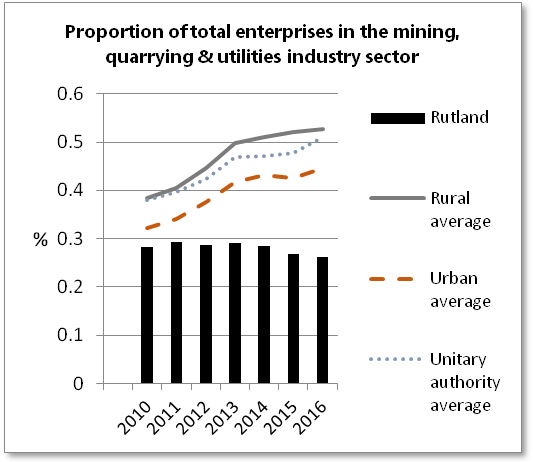 Proportion of total enterprises in the mining,
quarrying & utilities industry sector
0.6
0.5
0.4
0.3
0.2
0.1
0
%
2010
2011
2012
2013
2014
2015
2016
Rutland
Rural
average
Urban
average
Unitary
authority
average